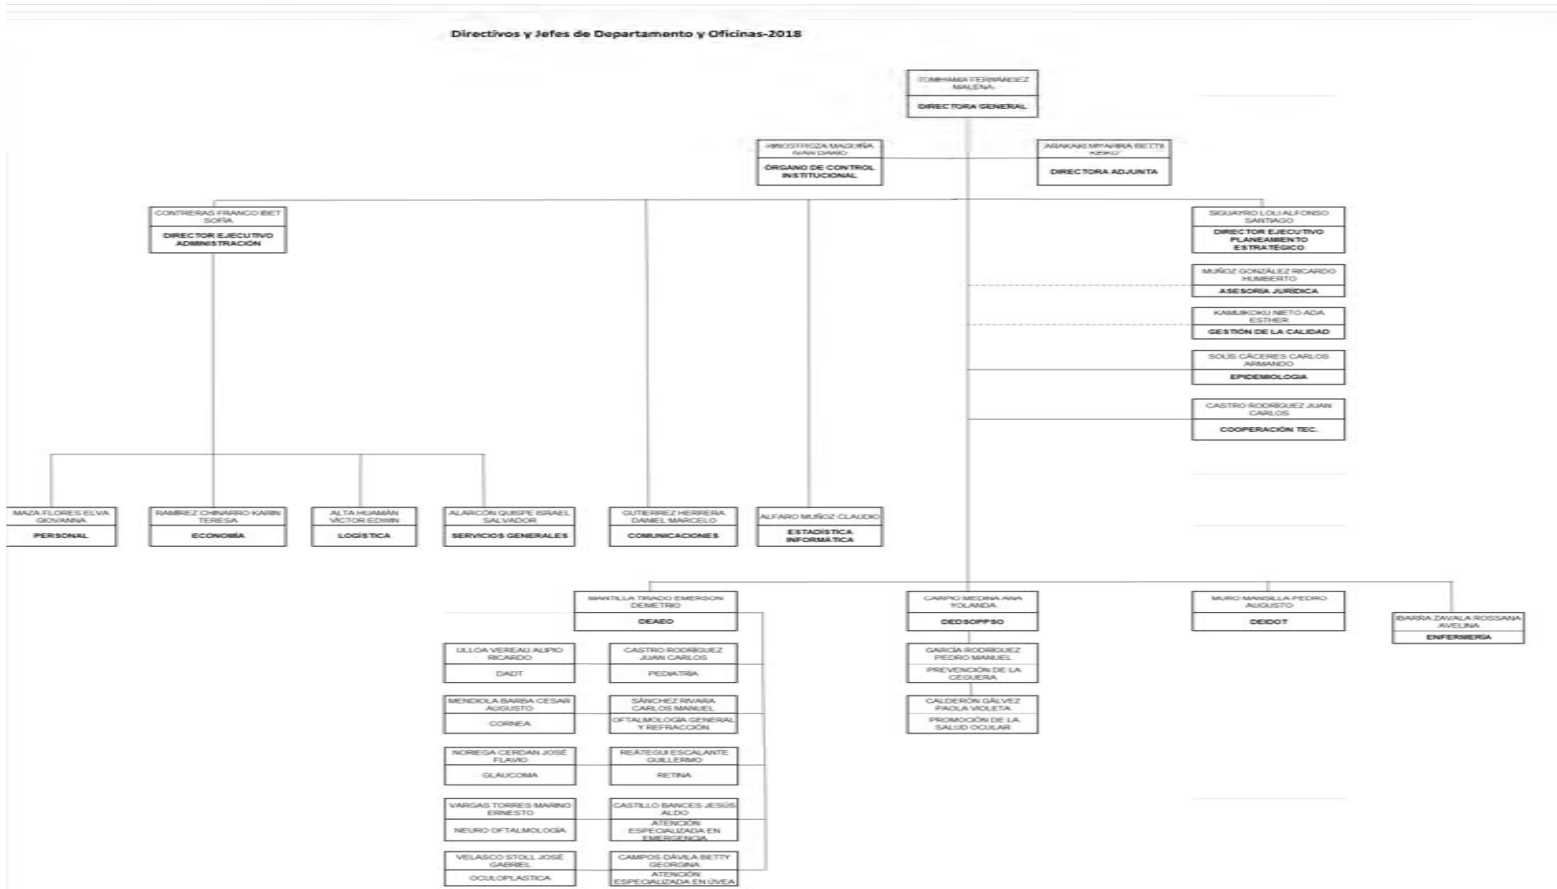 Directivos y Jefes de Departamento y Oficinas-2018
FERNÁNDEZ
MALENA
DIRECTORA GENERAL
HINOSTROZA MAGUIÑA
IVAN DARIO
ÓRGANO DE CONTROL
INSTITUCIONAL
ARAKAKI MIYAHIRA BETTY
KEIKO
DIRECTORA ADJUNTA
CONTRERAS FRANCO IBET
SOFÍA
DIRECTOR EJECUTIVO
ADMINISTRACIÓN
SIGUAYRO LOLI ALFONSO
SANTIAGO
DIRECTOR EJECUTIVO
PLANEAMIENTO
ESTRATÉGICO
MUÑOZ GONZÁLEZ RICARDO
HUMBERTO
ASESORÍA JURÍDICA
KAMIJIKOKU NIETO ADA
ESTHER
GESTIÓN DE LA CALIDAD
SOLÍS CÁCERES CARLOS
ARMANDO
EPIDEMIOLOGIA
CASTRO RODRÍGUEZ JUAN
CARLOS
COOPERACIÓN TEC.
MAZA FLORES ELVA
GIOVANNA
PERSONAL
RAMÍREZ CHINARRO KARIN
TERESA
ECONOMÍA
ALTA HUAMÁN
VÍCTOR EDWIN
LOGÍSTICA
ALARCÓN QUISPE ISRAEL
SALVADOR
SERVICIOS GENERALES
GUTIERREZ HERRERA
DANIEL MARCELO
COMUNICACIONES
ALFARO MUÑOZ CLAUDIO
ESTADÍSTICA
INFORMÁTICA
MANTILLA TIRADO EMERSON
DEMETRIO
DEAEO
CARPIO MEDINA ANA
YOLANDA
DEDSOPPSO
MURO MANSILLA PEDRO
AUGUSTO
DEIDOT
IBARRA ZAVALA ROSSANA
AVELINA
ENFERMERÍA
ULLOA VEREAU ALIPIO
RICARDO
DADT
CASTRO RODRÍGUEZ
JUAN CARLOS
PEDIATRÍA
GARCÍA RODRÍGUEZ
PEDRO MANUEL
PREVENCIÓN DE LA
CEGUERA
MENDIOLA BARBA CESAR
AUGUSTO
CORNEA
SÁNCHEZ RIVARA
CARLOS MANUEL
OFTALMOLOGÍA GENERAL
Y REFRACCIÓN
CALDERÓN GÁLVEZ
PAOLA VIOLETA
PROMOCIÓN DE LA
SALUD OCULAR
NORIEGA CERDAN JOSÉ
FLAVIO
GLAUCOMA
REÁTEGUI ESCALANTE
GUILLERMO
RETINA
VARGAS TORRES MARINO
ERNESTO
NEURO OFTALMOLOGÍA
CASTILLO BANCES JESÚS
ALDO
ATENCIÓN
ESPECIALIZADA EN
EMERGENCIA
VELASCO STOLL JOSÉ
GABRIEL
OCULOPLASTICA
CAMPOS DÁVILA BETTY
GEORGINA
ATENCIÓN
ESPECIALIZADA EN ÚVEA